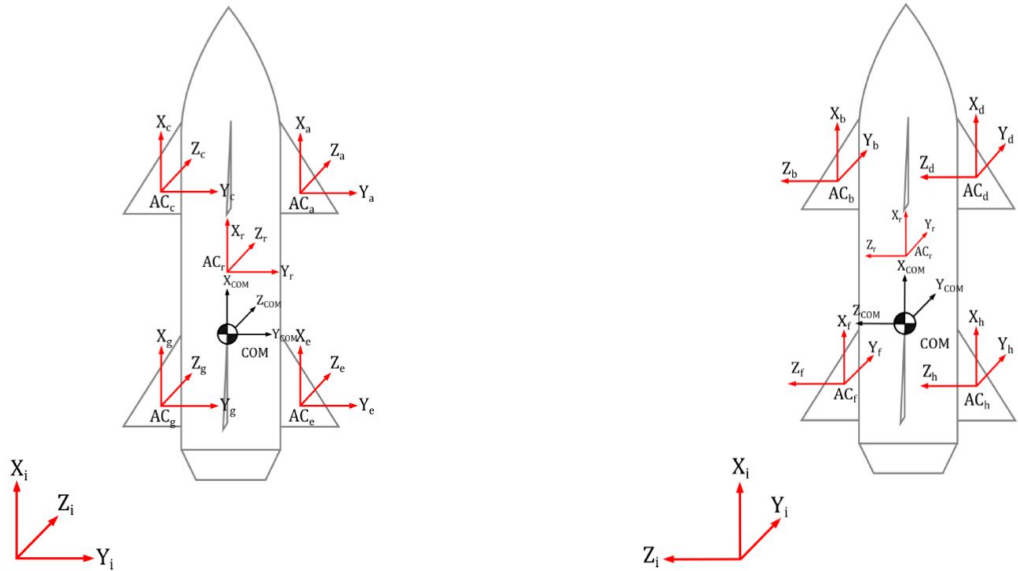 X_c
Z_c
Y_c
AC_c
X_a
Z_a
Y_a
AC_a
X_r
Z_r
Y_r
AC_r
X_COM
Z_COM
Y_COM
COM
X_g
Z_g
Y_g
AC_g
X_e
Z_e
Y_e
AC_e
X_i
Z_i
Y_i
X_b
Y_b
Z_b
AC_b
X_d
Y_d
Z_d
AC_d
X_r
Y_r
Z_r
AC_r
X_COM
Y_COM
Z_COM
COM
X_f
Y_f
Z_f
AC_f
X_h
Y_h
Z_h
AC_h
X_i
Y_i
Z_i